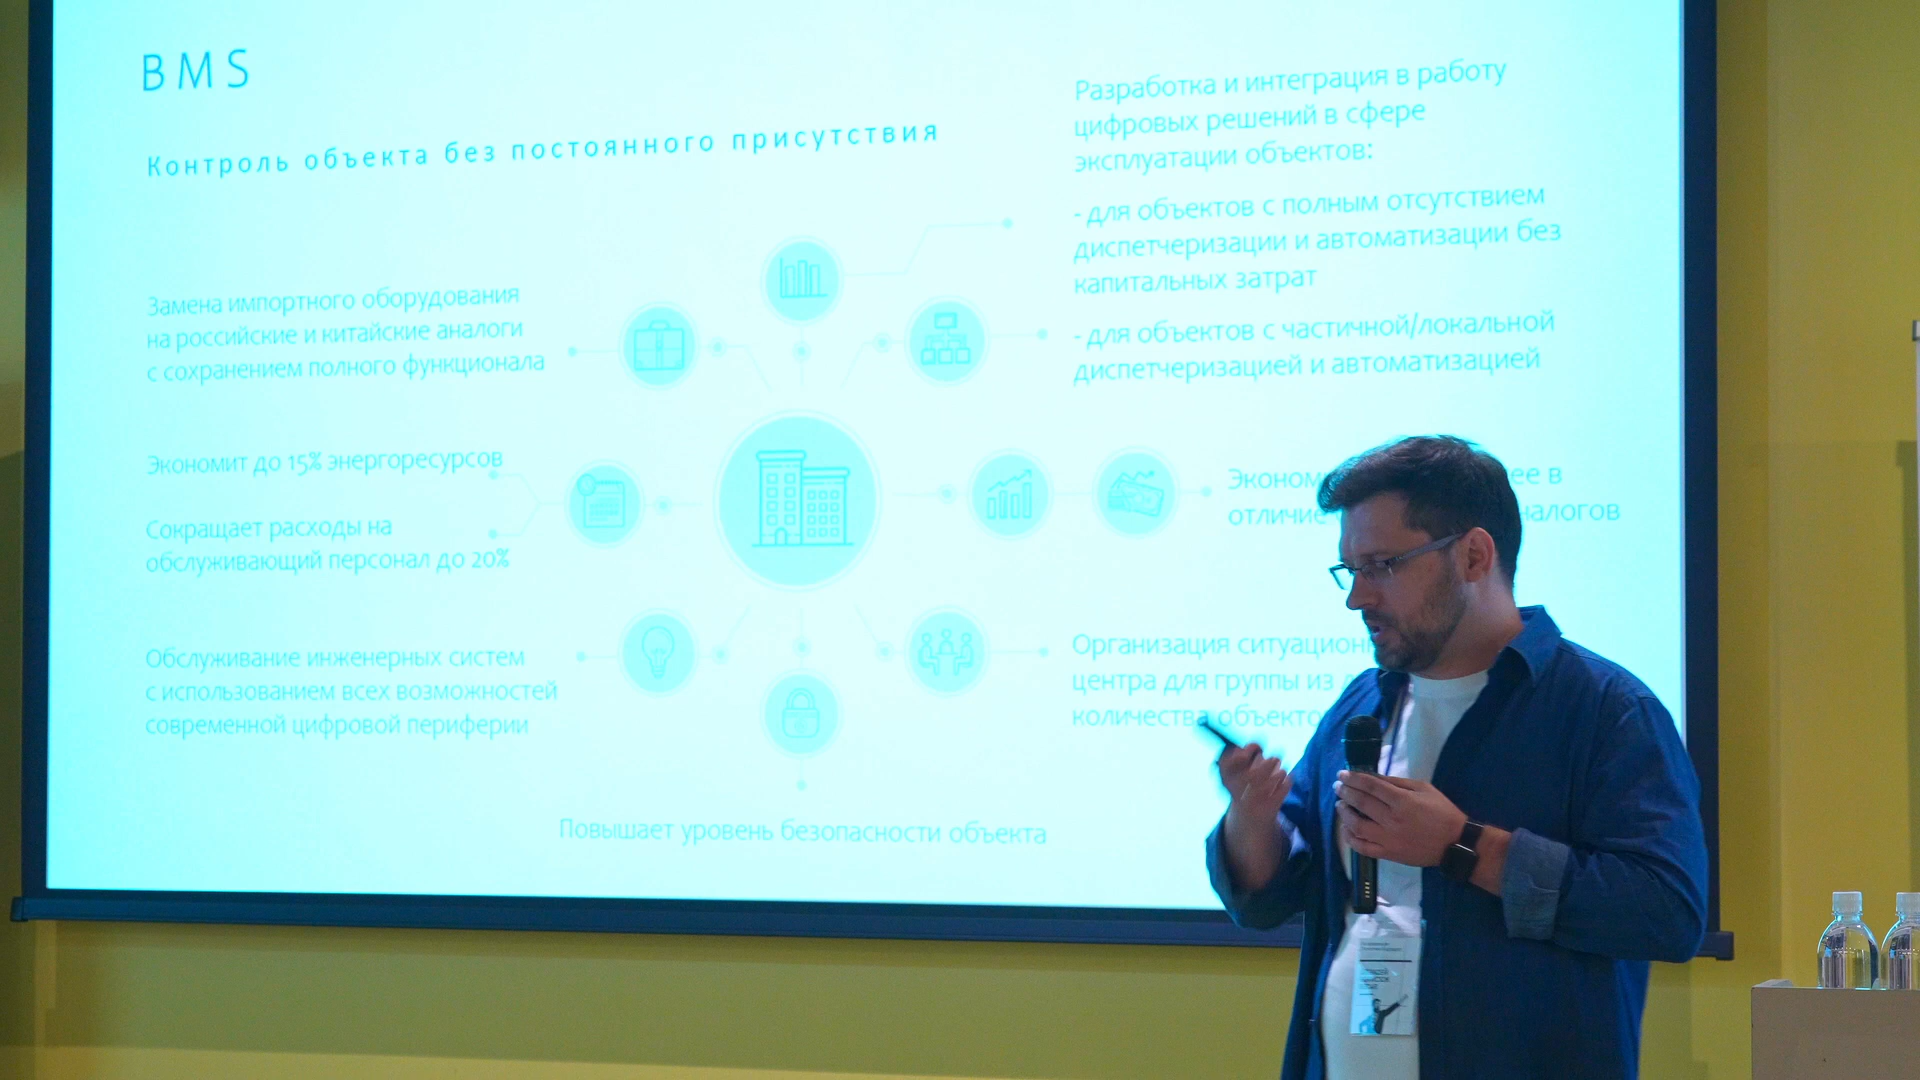 BMS
Контроль объекта без постоянного присутствия
Замена импортного оборудования
на российские и китайские аналоги
с сохранением полного функционала
Экономит до 15% энергоресурсов
Сокращает расходы на
обслуживающий персонал до 20%
Обслуживание инженерных систем
с использованием всех возможностей
современной цифровой периферии
Повышает уровень безопасности объекта
Разработка и интеграция в работу
цифровых решений в сфере
эксплуатации объектов:
- для объектов с полным отсутствием
диспетчеризации и автоматизации без
капитальных затрат
- для объектов с частичной/локальной
диспетчеризацией и автоматизацией
в
Организация
центра для группы из
количества